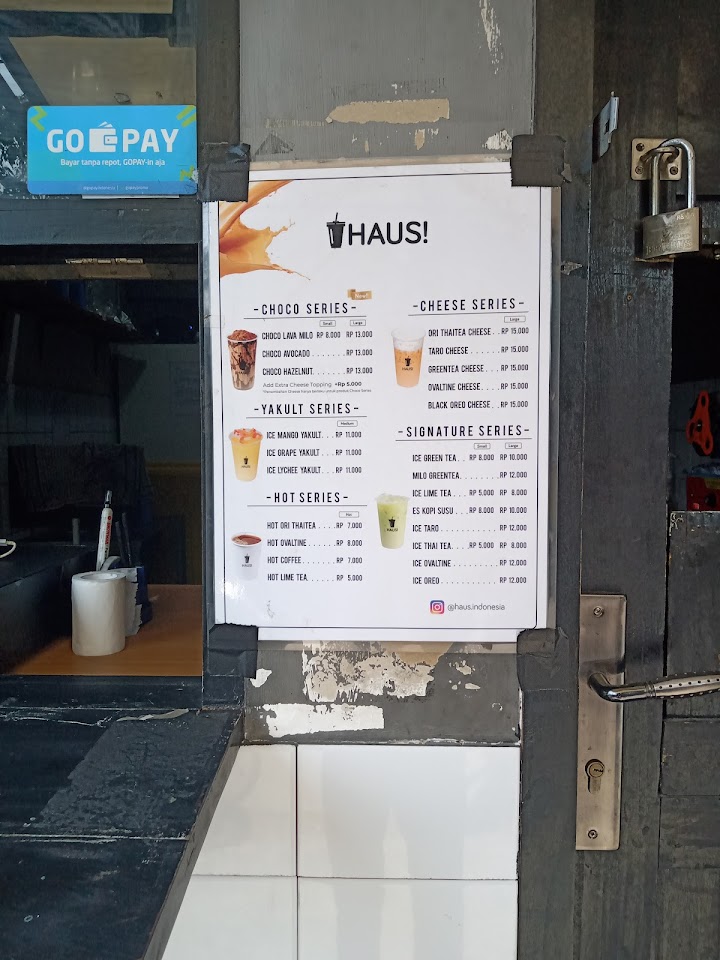 GO PAY
Bayar tanpa repot, GOPAY-in aja
HAUS!
- CHOCO SERIES -
Small Large
CHOCO LAVA MILO RP 8.000 RP 13.000
CHOCO AVOCADO ........ RP 13.000
CHOCO HAZELNUT. ....... RP 13.000
Add Extra Cheese Topping +Rp 5.000
- YAKULT SERIES -
Medium
ICE MANGO YAKULT . . . RP 11.000
ICE GRAPE YAKULT . . . RP 11.000
ICE LYCHEE YAKULT . . . RP 11.000
- HOT SERIES -
Hot
HOT ORI THAITEA . . . RP 7.000
HOT OVALTINE . . . . . . RP 8.000
HOT COFFEE . . . . . . . RP 7.000
HOT LIME TEA. . . . . . RP 5.000
- CHEESE SERIES -
Large
ORI THAITEA CHEESE . . RP 15.000
TARO CHEESE . . . . . . RP 15.000
GREENTEA CHEESE . . . . RP 15.000
OVALTINE CHEESE. . . . RP 15.000
BLACK OREO CHEESE . . RP 15.000
- SIGNATURE SERIES -
Small Large
ICE GREEN TEA. . RP 8.000 RP 10.000
MILO GREENTEA. . . . . . . . RP 12.000
ICE LIME TEA . . . RP 5.000 RP 8.000
ES KOPI SUSU . . RP 8.000 RP 10.000
ICE TARO . . . . . . . . . . . . RP 12.000
ICE THAI TEA. . . . RP 5.000 RP 8.000
ICE OVALTINE . . . . . . . . . RP 12.000
ICE OREO . . . . . . . . . . . RP 12.000
@haus.indonesia